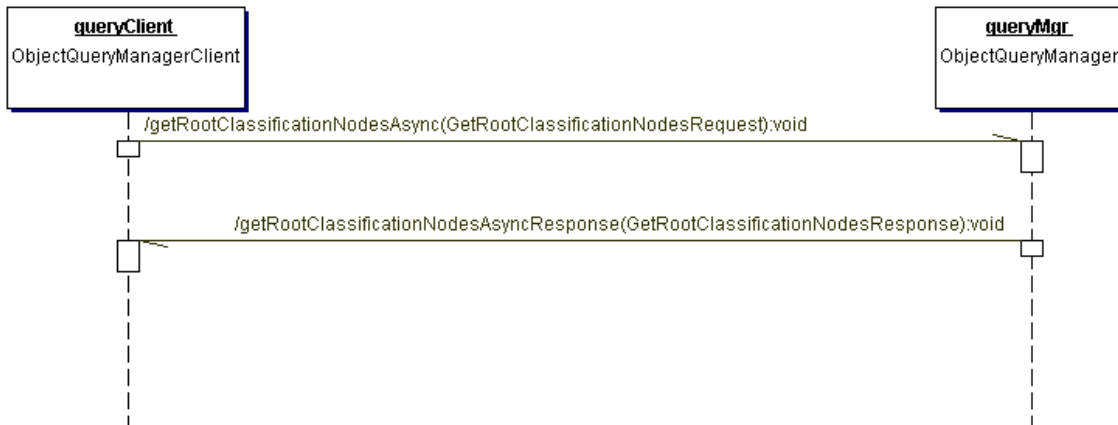 queryClient
ObjectQueryManagerClient
queryMgr
ObjectQueryManager
/getRootClassificationNodesAsync(GetRootClassificationNodesRequest):void
/getRootClassificationNodesAsyncResponse(GetRootClassificationNodesResponse):void